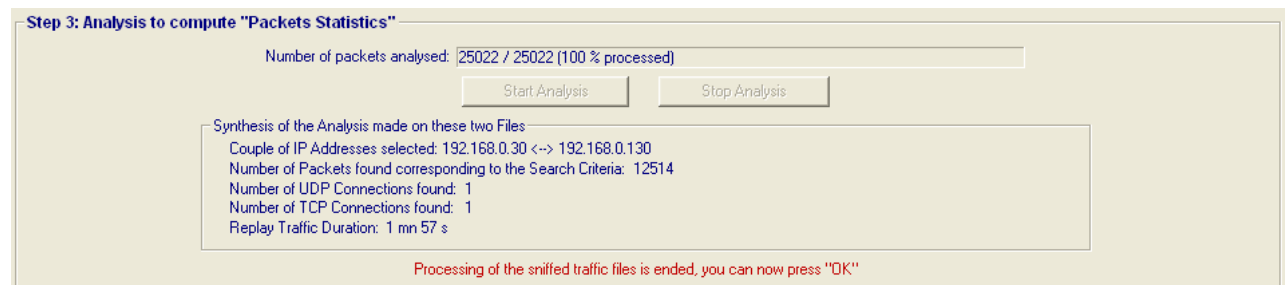 Step 3: Analysis to compute "Packets Statistics"
Number of packets analysed: 25022 / 25022 (100 % processed)
Start Analysis Stop Analysis
Synthesis of the Analysis made on these two Files
Couple of IP Addresses selected: 192.168.0.30 <--> 192.168.0.130
Number of Packets found corresponding to the Search Criteria: 12514
Number of UDP Connections found: 1
Number of TCP Connections found: 1
Replay Traffic Duration: 1 mn 57 s
Processing of the sniffed traffic files is ended, you can now press "OK"